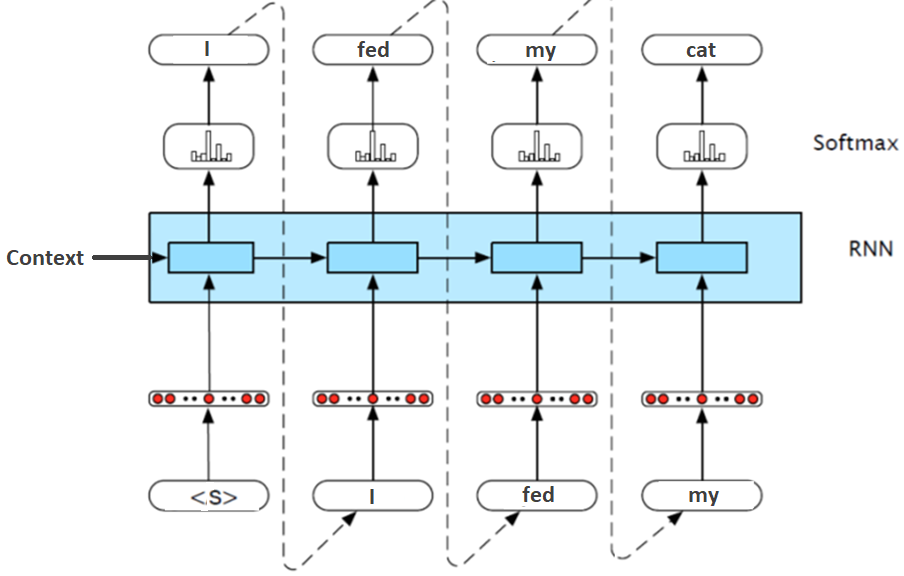 I fed my cat
Softmax
RNN
Context
<S> I fed my